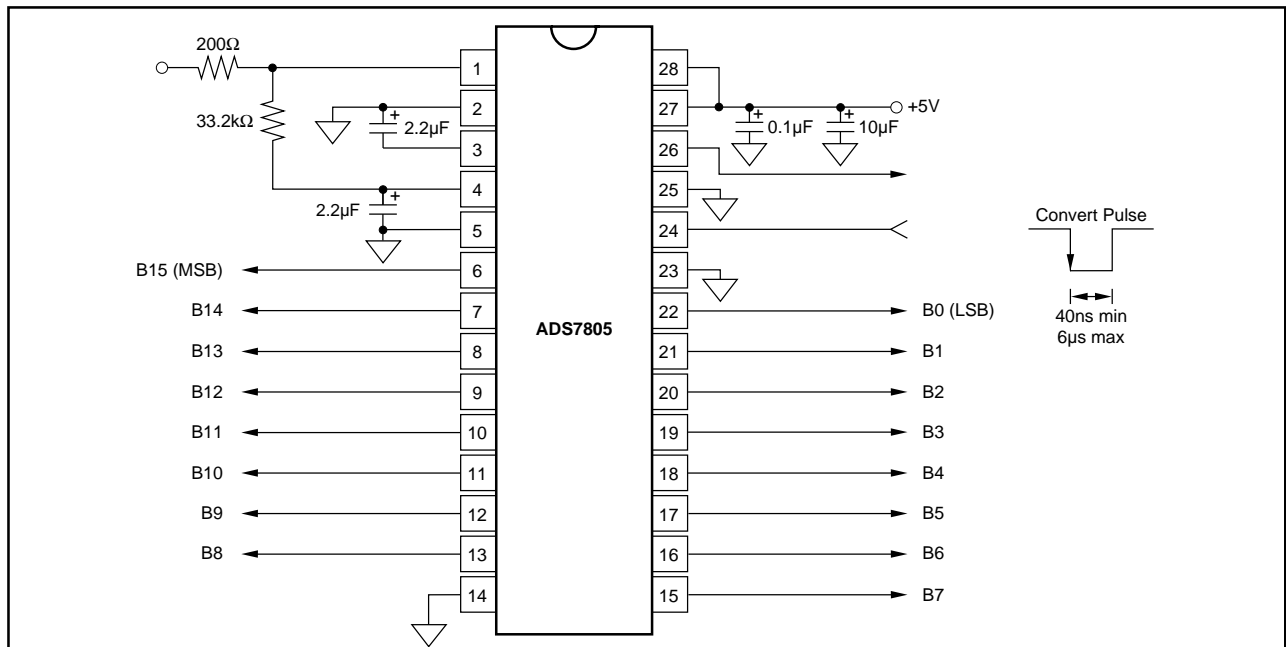 200Ω
33.2kΩ
+
2.2µF
+
2.2µF
1
2
3
4
5
6
7
8
9
10
11
12
13
14
B15 (MSB)
B14
B13
B12
B11
B10
B9
B8
ADS7805
28
27
26
25
24
23
22
21
20
19
18
17
16
15
+5V
+
0.1µF
+
10µF
B0 (LSB)
B1
B2
B3
B4
B5
B6
B7
Convert Pulse
40ns min
6µs max